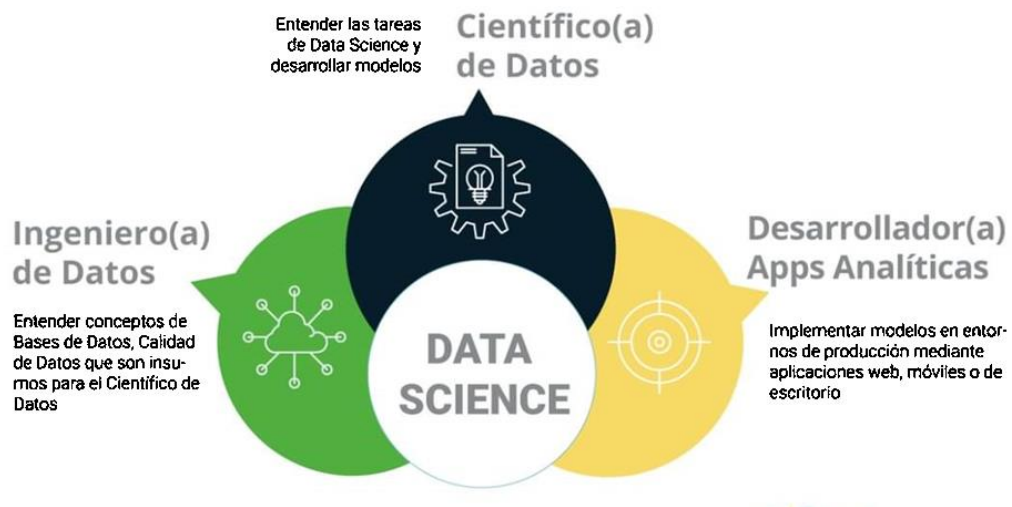 Entender las tareas
de Data Science y
desarrollar modelos
Científico(a)
de Datos
Ingeniero(a)
de Datos
Entender conceptos de
Bases de Datos, Calidad
de Datos que son insu-
mos para el Científico de
Datos
DATA
SCIENCE
Desarrollador(a)
Apps Analíticas
Implementar modelos en entor-
nos de producción mediante
aplicaciones web, móviles o de
escritorio